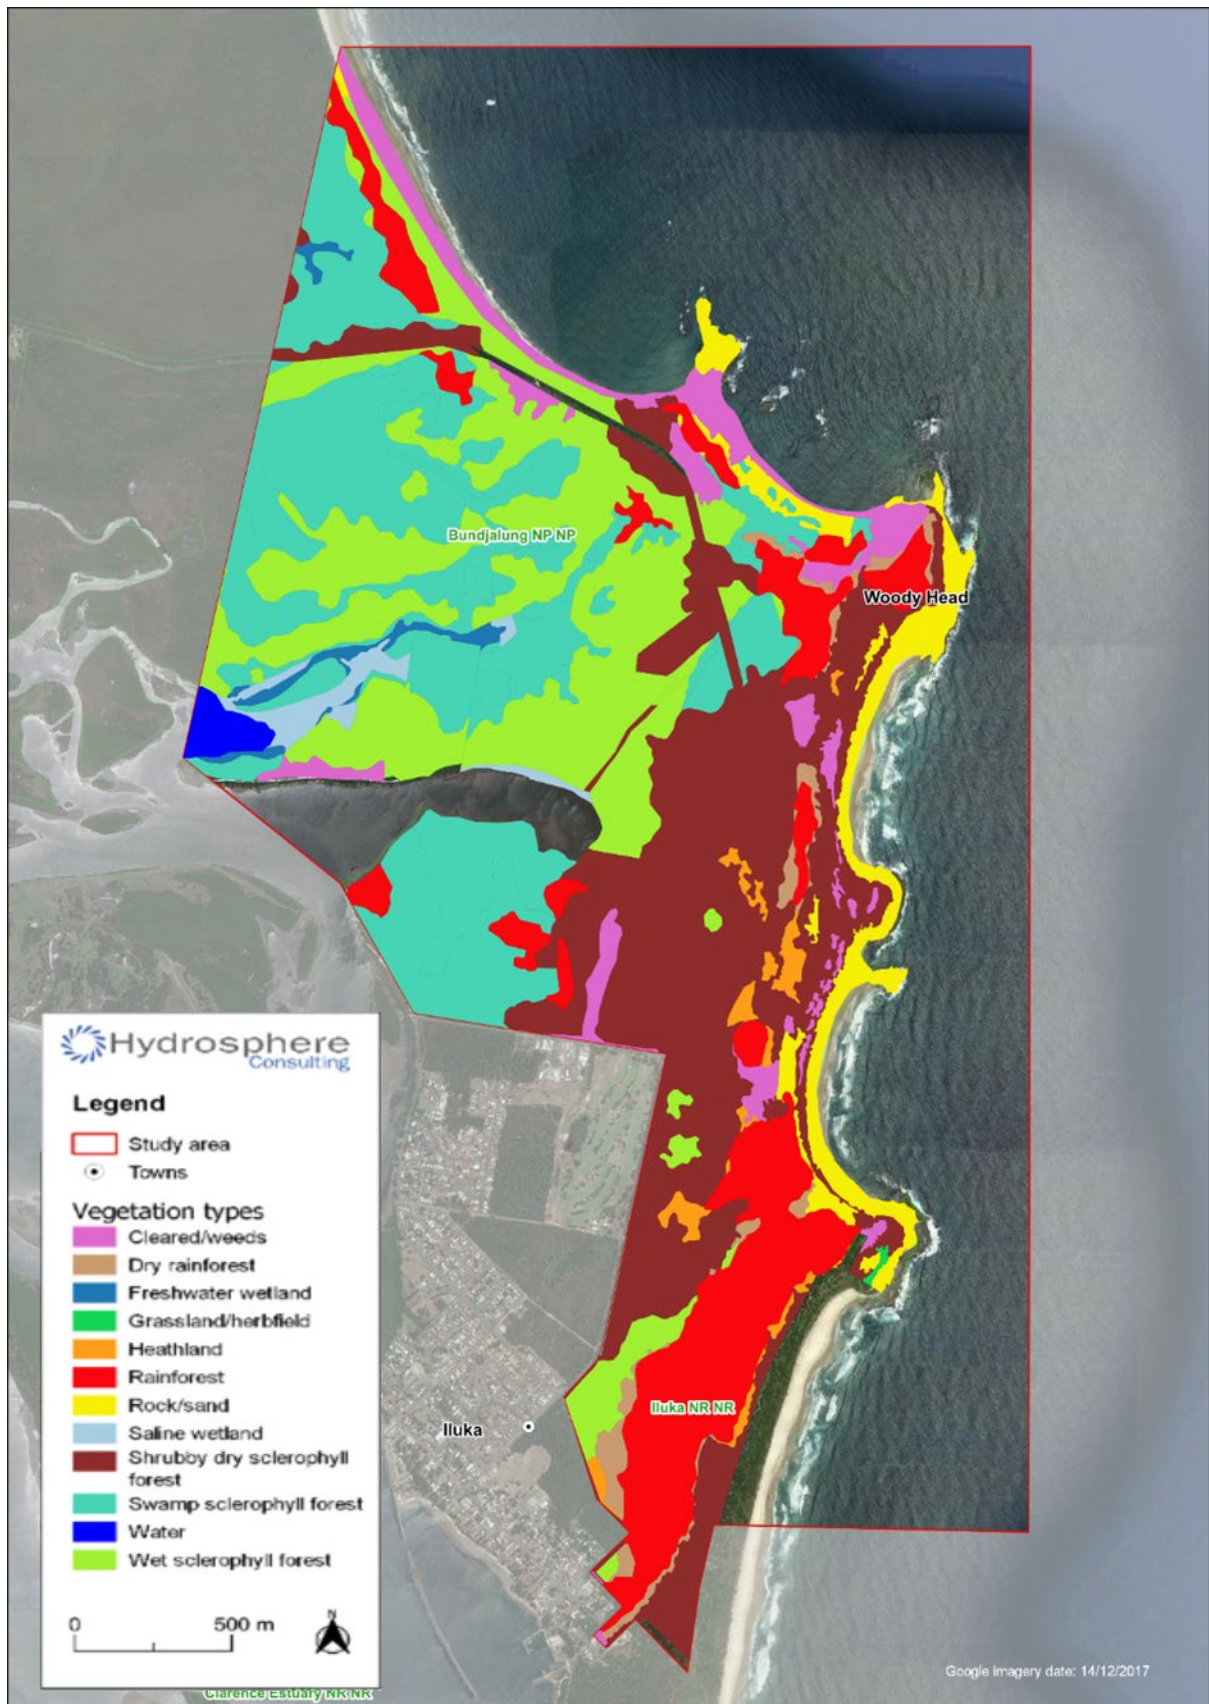 Bundjalung NP NP
Woody Head
Hydrosphere
Consulting
Legend
Study area
Towns
Vegetation types
Cleared/weeds
Dry rainforest
Freshwater wetland
Grassland/herbfield
Heathland
Rainforest
Rock/sand
Saline wetland
Shrubby dry sclerophyll
forest
Swamp sclerophyll forest
Water
Wet sclerophyll forest
0 500 m
N
Iluka NR NR
Iluka
Google imagery date: 14/12/2017
Clarence Estuary NR NR